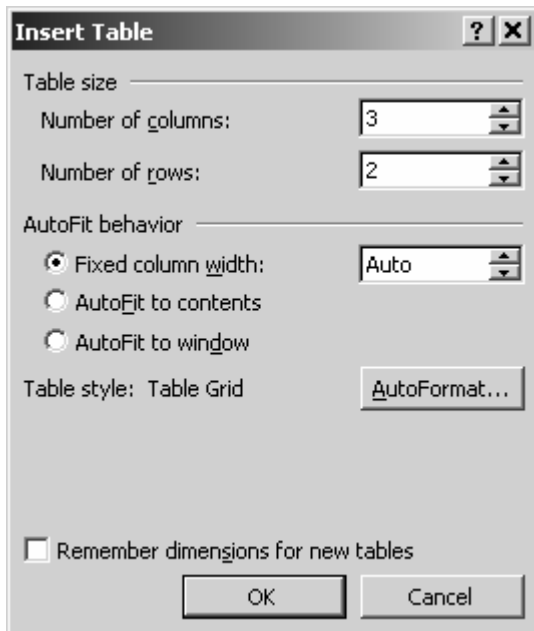 Insert Table
Table size
Number of columns: 3
Number of rows: 2
AutoFit behavior
Fixed column width: Auto
AutoFit to contents
AutoFit to window
Table style: Table Grid AutoFormat...
Remember dimensions for new tables
OK Cancel